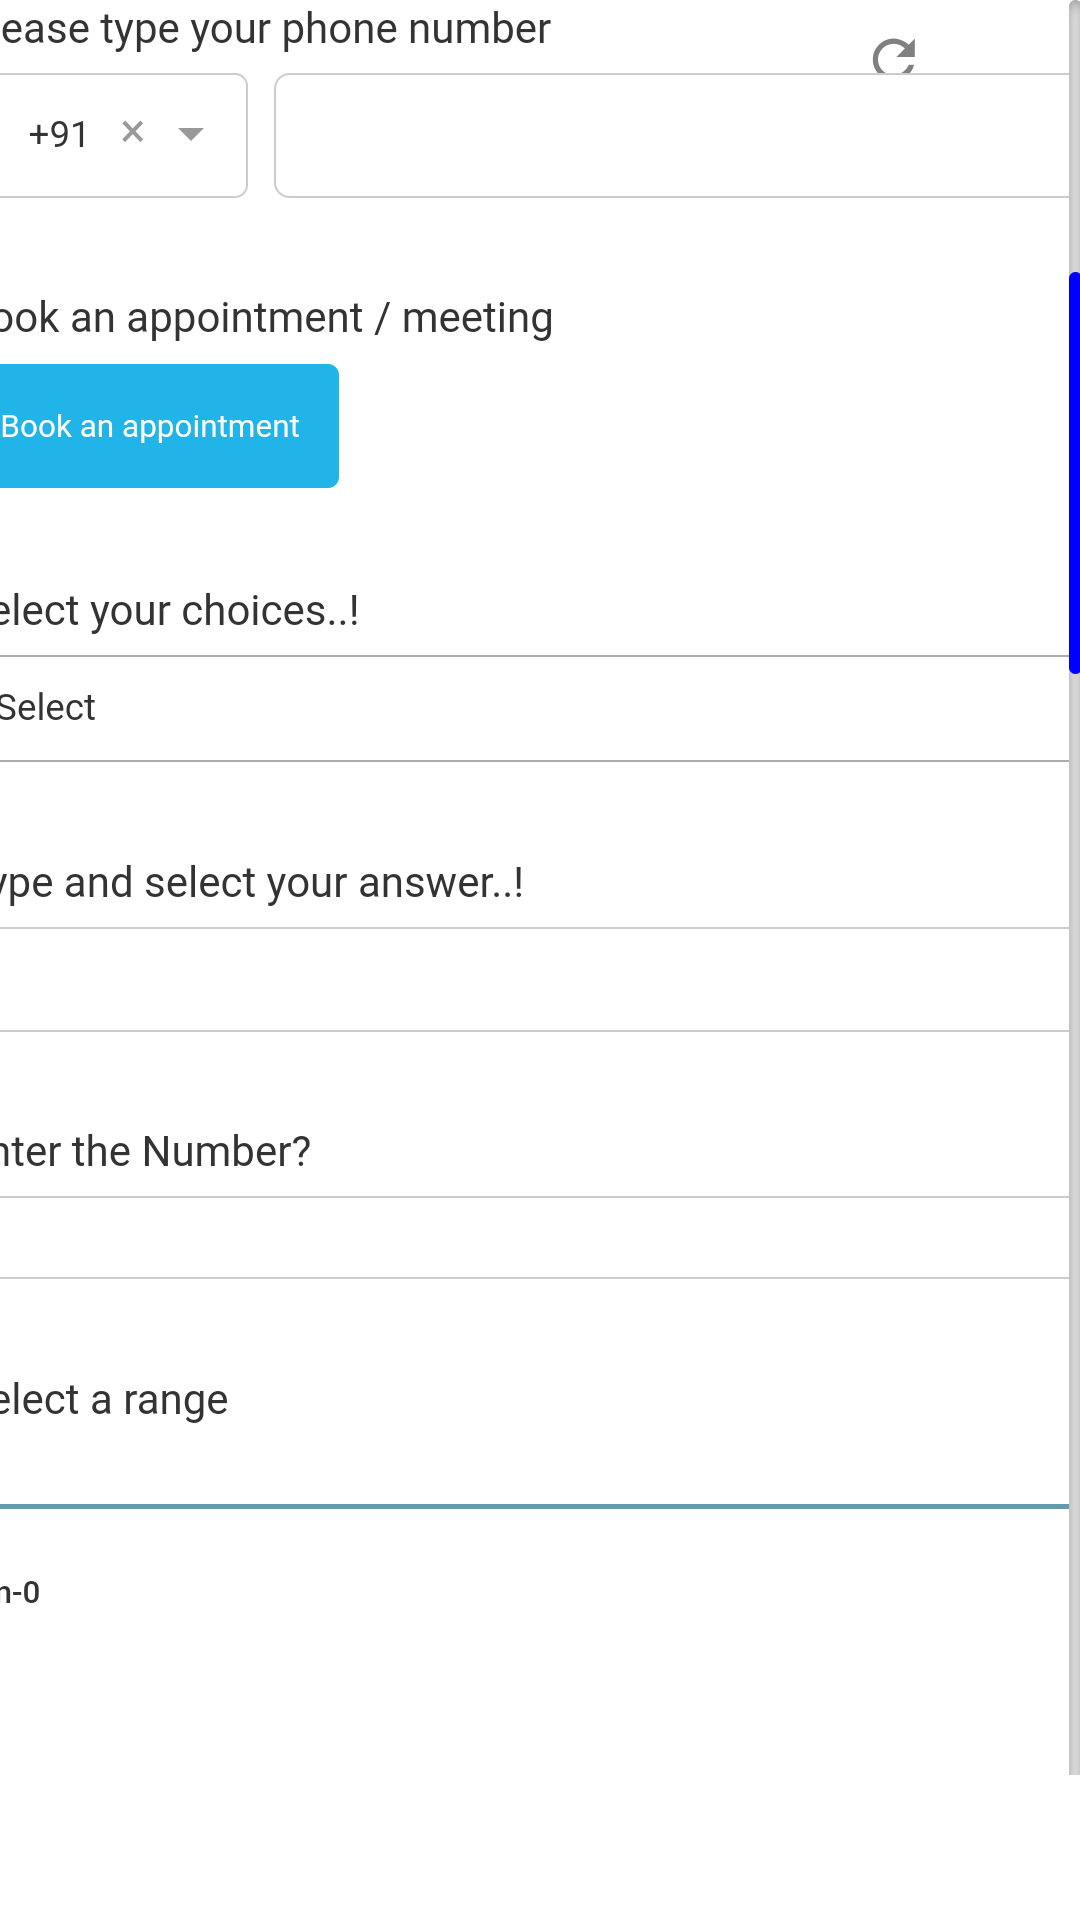 ease type your phone number
+91
ook an appointment / meeting
Book an appointment
elect your choices..!
Select
ype and select your answer..!
nter the Number?
elect a range
n-0